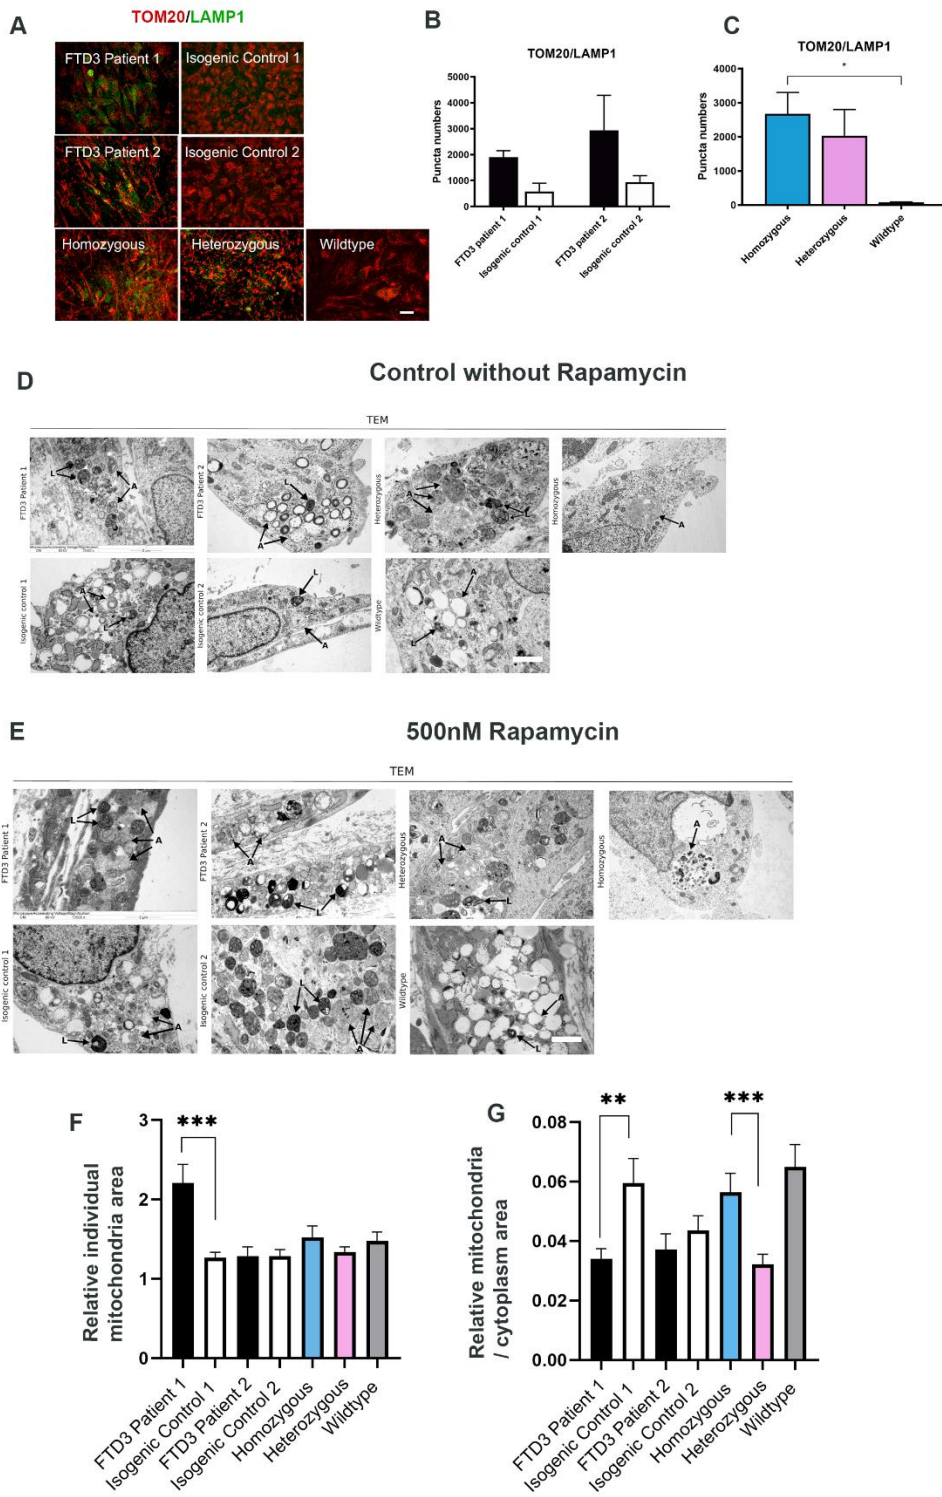 A
TOM20/LAMP1
FTD3 Patient 1
Isogenic Control 1
FTD3 Patient 2
Isogenic Control 2
Homozygous
Heterozygous
Wildtype
B
TOM20/LAMP1
Puncta numbers
5000
4000
3000
2000
1000
0
FTD3 patient 1
Isogenic control 1
FTD3 patient 2
Isogenic control 2
C
TOM20/LAMP1
Puncta numbers
4000
3000
2000
1000
0
*
Homozygous
Heterozygous
Wildtype
D
Control without Rapamycin
TEM
FTD3 Patient 1
L
A
FTD3 Patient 2
L
A
Heterozygous
A
L
Homozygous
A
Isogenic control 1
A
L
Isogenic control 2
L
A
Wildtype
A
L
E
500nM Rapamycin
TEM
FTD3 Patient 1
L
A
FTD3 Patient 2
A
L
Heterozygous
A
L
Homozygous
A
Isogenic control 1
A
L
Isogenic control 2
L
A
Wildtype
A
L
F
Relative individual
mitochondria area
3
2
1
0
***
FTD3 Patient 1
Isogenic Control 1
FTD3 Patient 2
Isogenic Control 2
Homozygous
Heterozygous
Wildtype
G
Relative mitochondria
/ cytoplasm area
0.08
0.06
0.04
0.02
0.00
**
***
FTD3 Patient 1
Isogenic Control 1
FTD3 Patient 2
Isogenic Control 2
Homozygous
Heterozygous
Wildtype